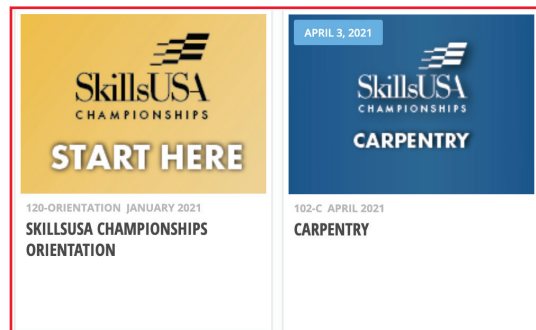 SkillsUSA
CHAMPIONSHIPS
START HERE
120-ORIENTATION JANUARY 2021
SKILLSUSA CHAMPIONSHIPS
ORIENTATION
APRIL 3, 2021
SkillsUSA
CHAMPIONSHIPS
CARPENTRY
102-C APRIL 2021
CARPENTRY